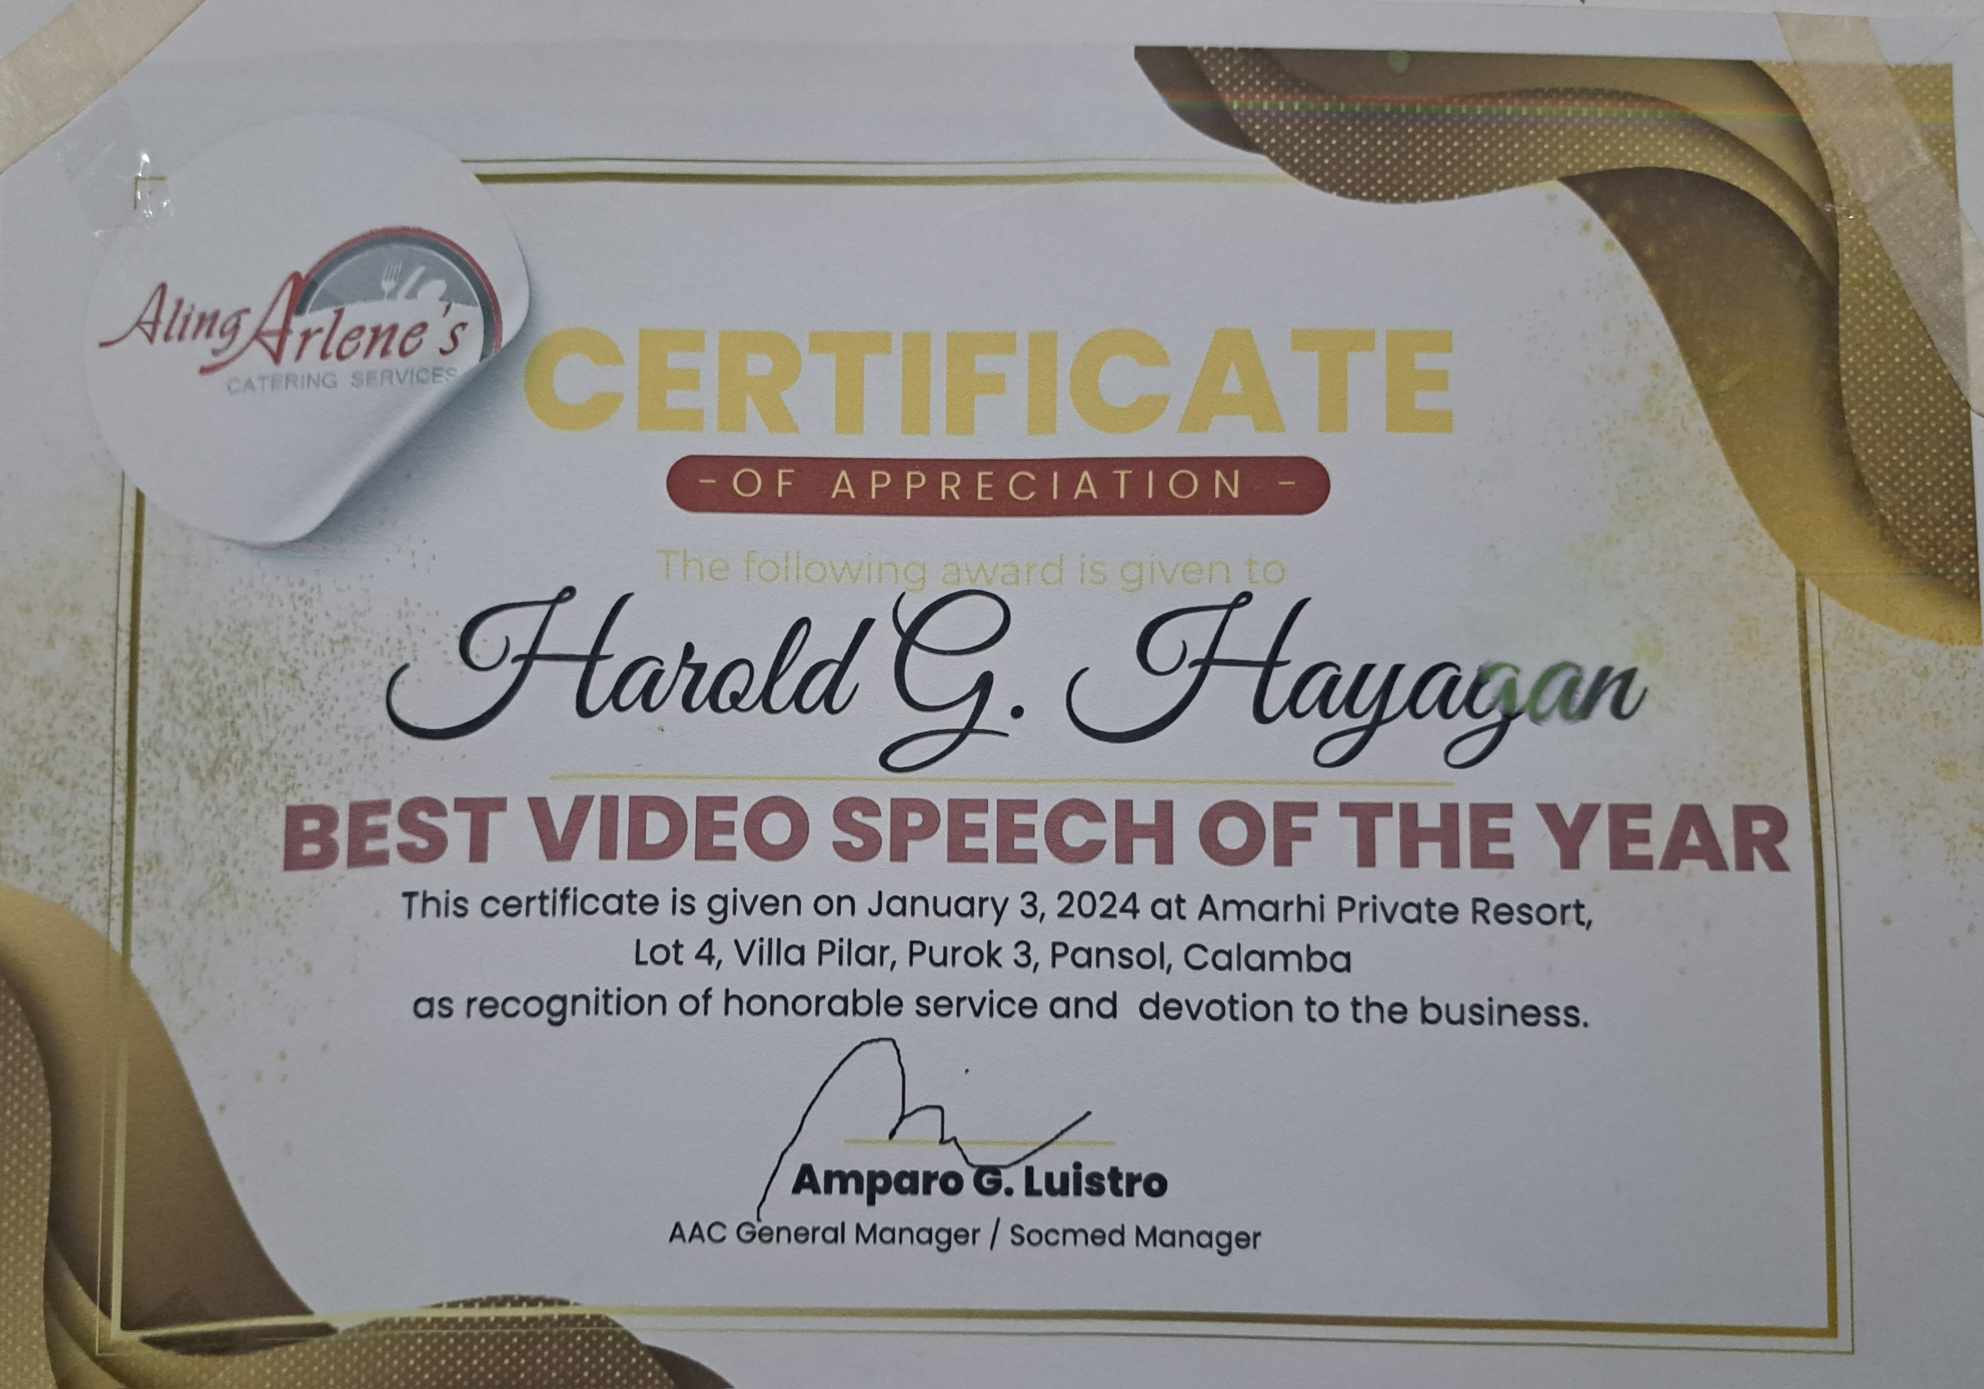 Aling Arlene's
CATERING SERVICES
CERTIFICATE
- OF APPRECIATION -
The following award is given to
Harold G. Hayagan
BEST VIDEO SPEECH OF THE YEAR
This certificate is given on January 3, 2024 at Amarhi Private Resort,
Lot 4, Villa Pilar, Purok 3, Pansol, Calamba
as recognition of honorable service and devotion to the business.
Amparo G. Luistro
AAC General Manager / Socmed Manager